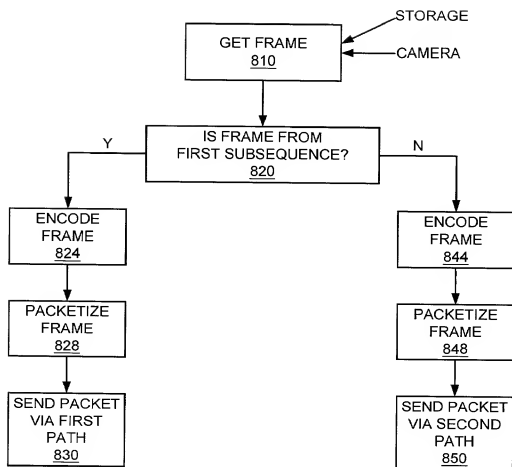 STORAGE
GET FRAME
810
CAMERA
IS FRAME FROM
FIRST SUBSEQUENCE?
820
Y
N
ENCODE
FRAME
824
ENCODE
FRAME
844
PACKETIZE
FRAME
828
PACKETIZE
FRAME
848
SEND PACKET
VIA FIRST
PATH
830
SEND PACKET
VIA SECOND
PATH
850